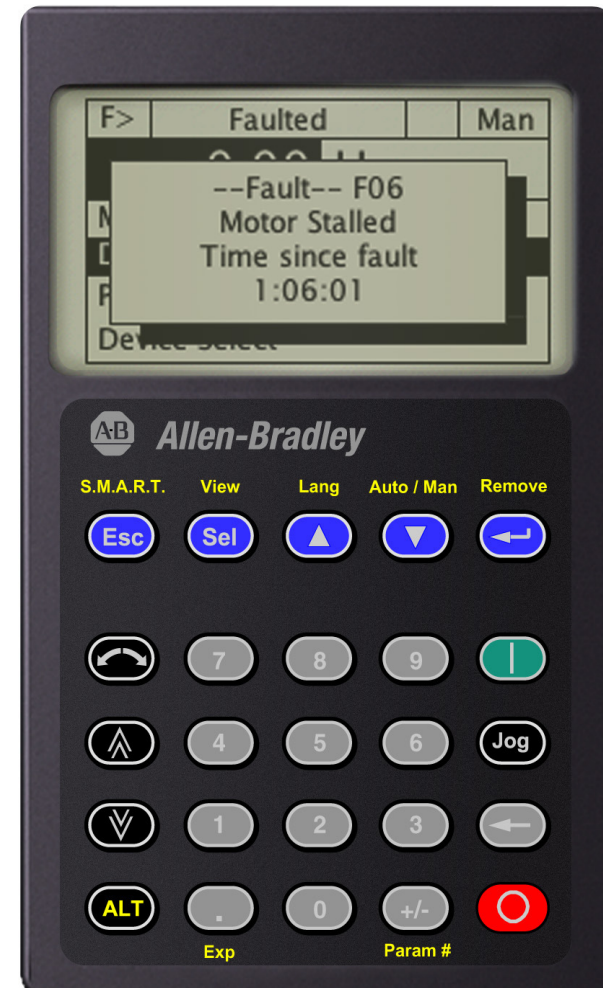 F> Faulted Man
--Fault-- F06
Motor Stalled
Time since fault
1:06:01
Device Select
A·B Allen-Bradley
S.M.A.R.T. View Lang Auto / Man Remove
Esc Sel
7 8 9
4 5 6 Jog
1 2 3
ALT . 0 +/-
Exp Param #